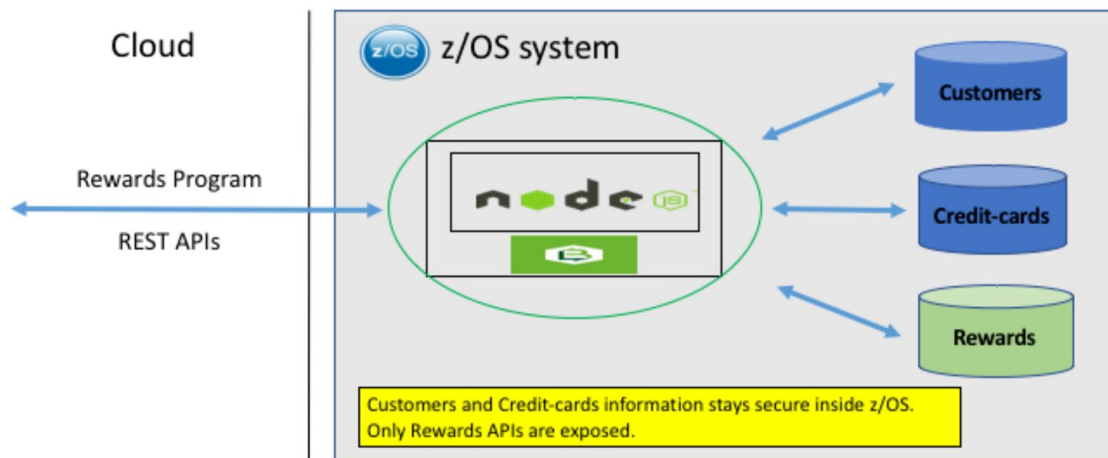 Cloud
z/OS
z/OS system
Customers
Rewards Program
node
JS
Credit-cards
REST APIs
Rewards
Customers and Credit-cards information stays secure inside z/OS.
Only Rewards APIs are exposed.